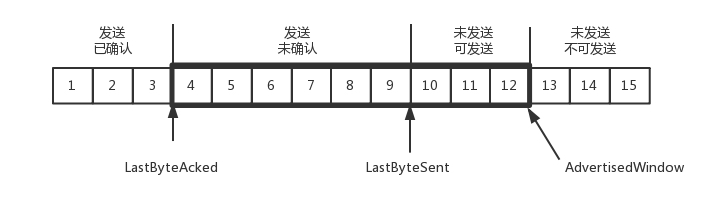 发送
已确认
发送
未确认
未发送
可发送
未发送
不可发送
1 2 3 4 5 6 7 8 9 10 11 12 13 14 15
LastByteAcked
LastByteSent
AdvertisedWindow